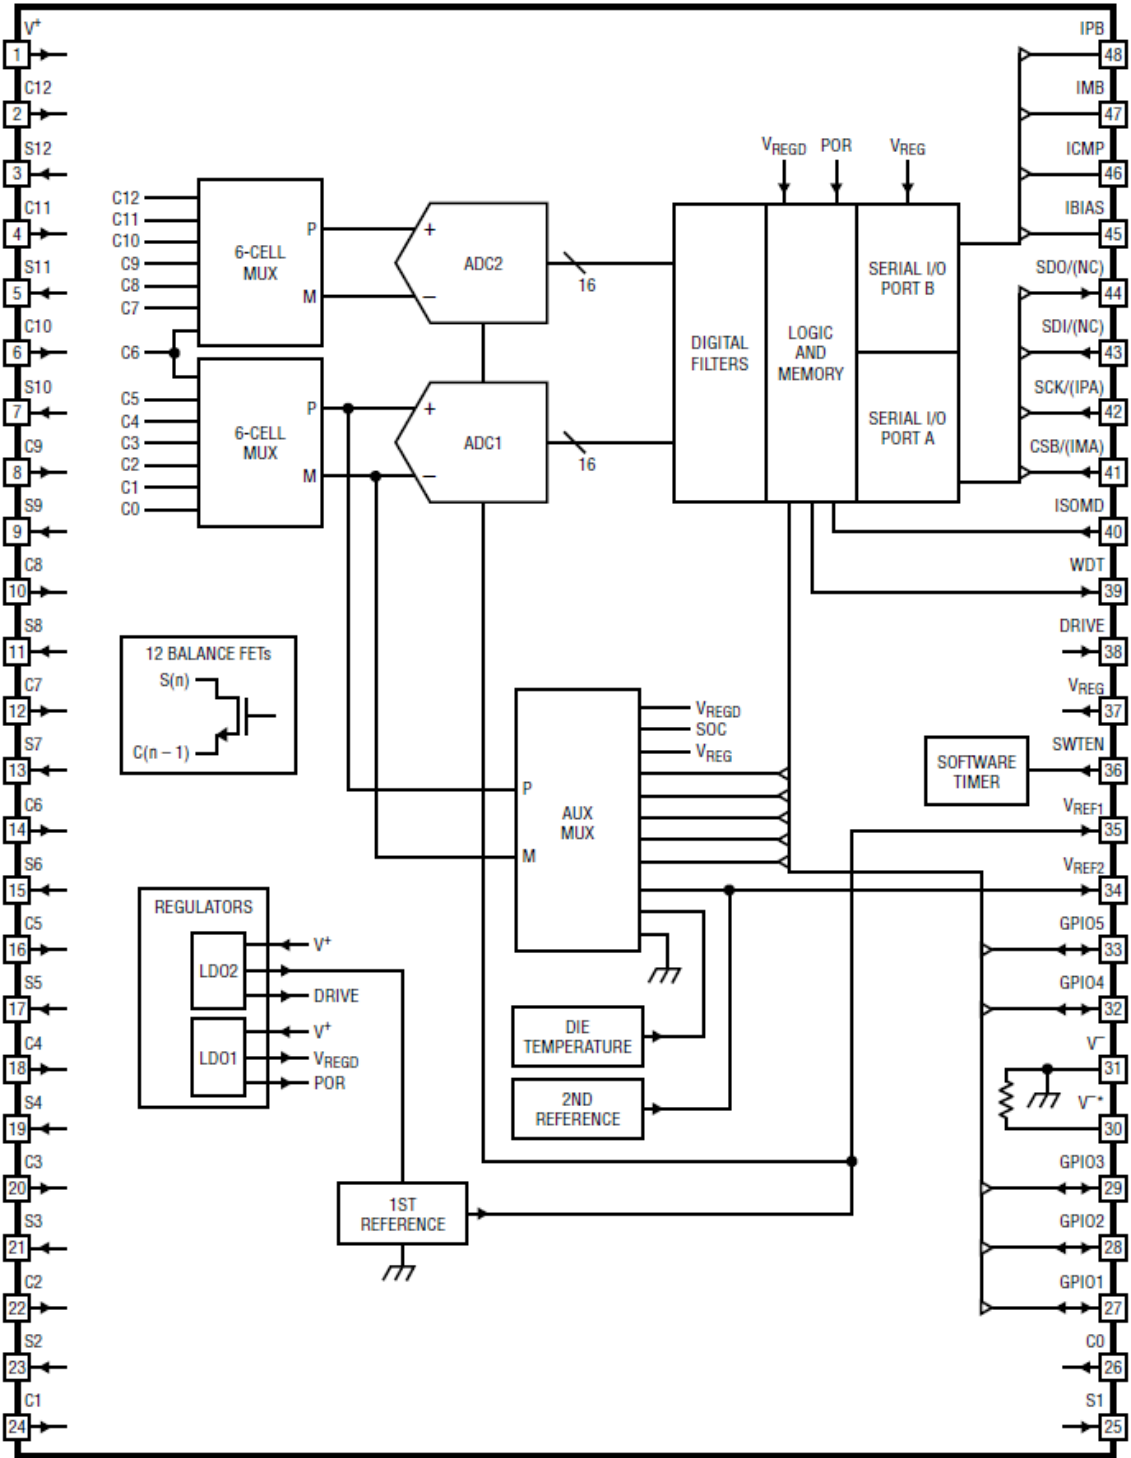 V+
1
C12
2
S12
3
C11
4
S11
5
C10
6
S10
7
C9
8
S9
9
C8
10
S8
11
C7
12
S7
13
C6
14
S6
15
C5
16
S5
17
C4
18
S4
19
C3
20
S3
21
C2
22
S2
23
C1
24
C12
C11
C10
C9
C8
C7
C6
C5
C4
C3
C2
C1
C0
6-CELL
MUX
P
M
6-CELL
MUX
P
M
+
ADC2
–
16
+
ADC1
–
16
DIGITAL
FILTERS
VREGD
POR
VREG
LOGIC
AND
MEMORY
SERIAL I/O
PORT B
SERIAL I/O
PORT A
12 BALANCE FETs
S(n)
C(n – 1)
P
M
AUX
MUX
VREGD
SOC
VREG
REGULATORS
LDO2
V+
DRIVE
LDO1
V+
VREGD
POR
DIE
TEMPERATURE
2ND
REFERENCE
1ST
REFERENCE
SOFTWARE
TIMER
IPB
48
IMB
47
ICMP
46
IBIAS
45
SDO/(NC)
44
SDI/(NC)
43
SCK/(IPA)
42
CSB/(IMA)
41
ISOMD
40
WDT
39
DRIVE
38
VREG
37
SWTEN
36
VREF1
35
VREF2
34
GPIO5
33
GPIO4
32
V–
31
V–*
30
GPIO3
29
GPIO2
28
GPIO1
27
C0
26
S1
25